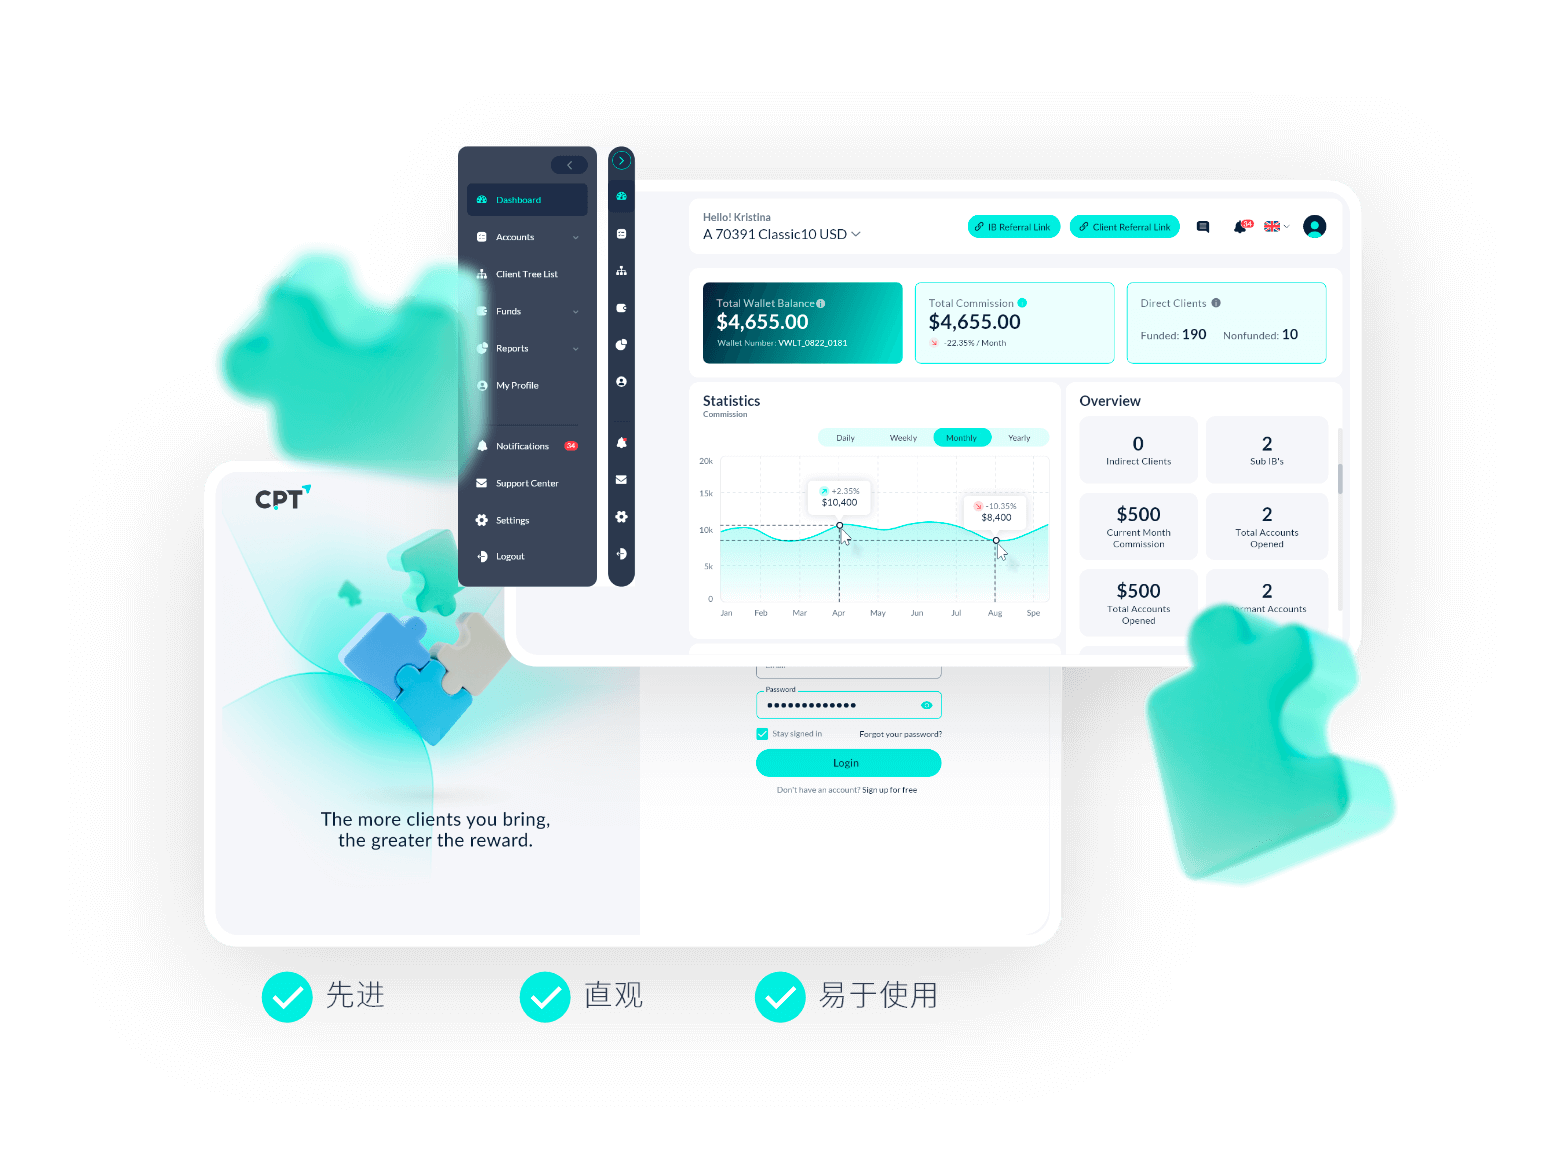 Dashboard
Accounts
Client Tree List
Funds
Reports
My Profile
Notifications 34
Support Center
Settings
Logout
Hello! Kristina
A 70391 Classic10 USD
IB Referral Link
Client Referral Link
34
Total Wallet Balance
$4,655.00
Wallet Number: VWLT_0822_0181
Total Commission
$4,655.00
-22.35% / Month
Direct Clients
Funded: 190 Nonfunded: 10
Statistics
Commission
Daily Weekly Monthly Yearly
20k
15k
10k
5k
0
+2.35%
$10,400
-10.35%
$8,400
Jan Feb Mar Apr May Jun Jul Aug Spe
Overview
0
Indirect Clients
2
Sub IB's
$500
Current Month
Commission
2
Total Accounts
Opened
$500
Total Accounts
Opened
2
Accounts
CPT
The more clients you bring,
the greater the reward.
Password
Stay signed in
Forgot your password?
Login
Don't have an account? Sign up for free
先进
直观
易于使用